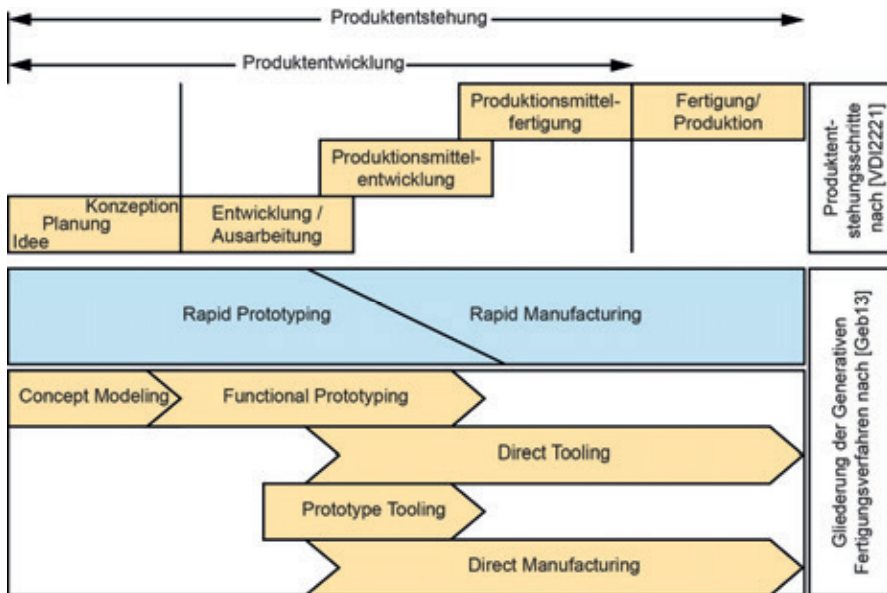 Produktentstehung
Produktentwicklung
Produktionsmittel-
fertigung
Fertigung/
Produktion
Produktionsmittel-
entwicklung
Konzeption
Planung
Idee
Entwicklung /
Ausarbeitung
Produktent-
stehungsschritte
nach [VDI2221]
Rapid Prototyping
Rapid Manufacturing
Concept Modeling
Functional Prototyping
Direct Tooling
Prototype Tooling
Direct Manufacturing
Gliederung der Generativen
Fertigungsverfahren nach [Geb13]